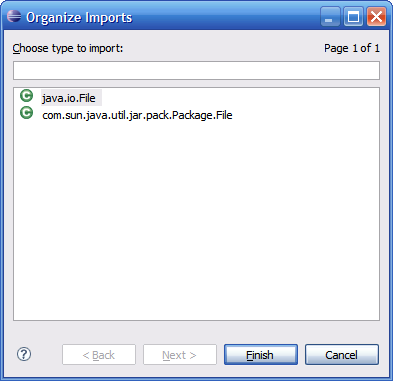 Organize Imports
Choose type to import: Page 1 of 1
C java.io.File
C com.sun.java.util.jar.pack.Package.File
? < Back Next > Finish Cancel